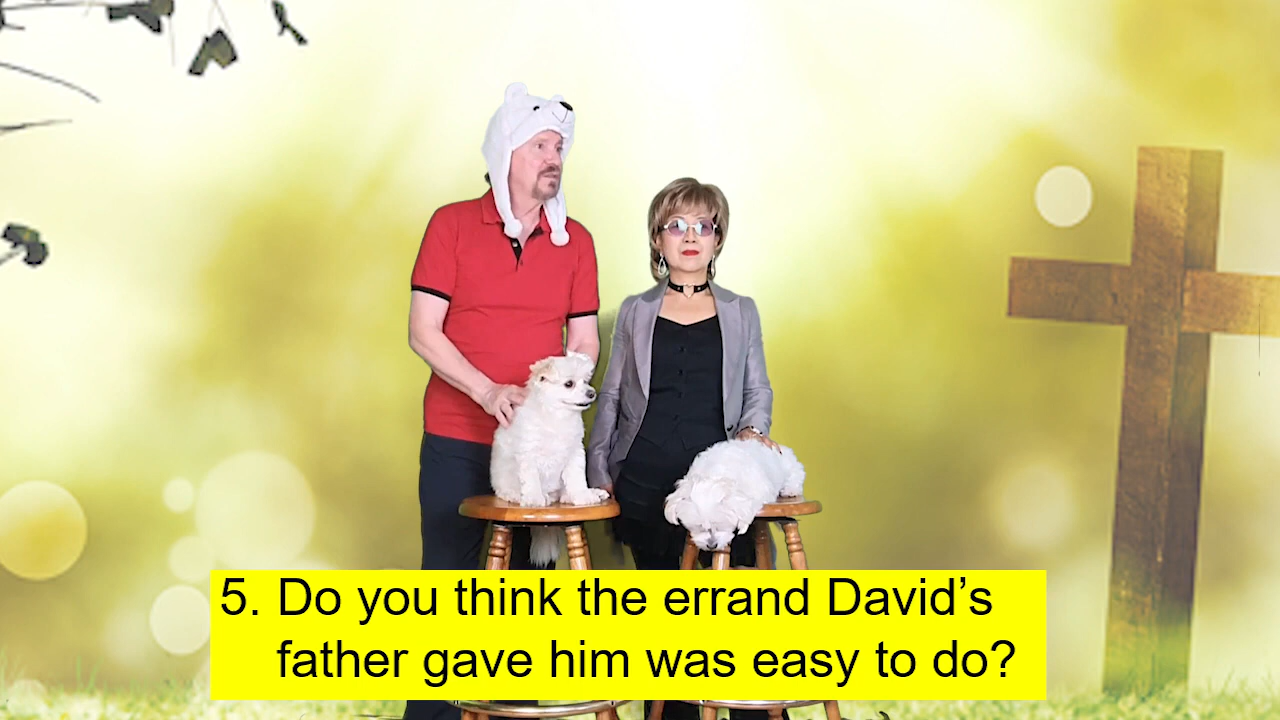 5. Do you think the errand David’s
father gave him was easy to do?